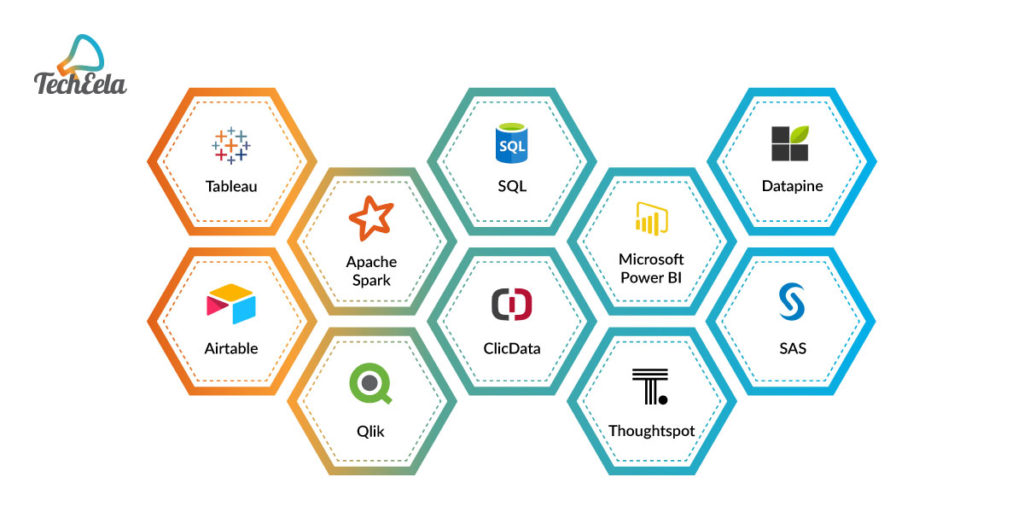 TechEela
Tableau
SQL
SQL
Datapine
Apache
Spark
Microsoft
Power BI
Airtable
ClicData
SAS
Qlik
Thoughtspot